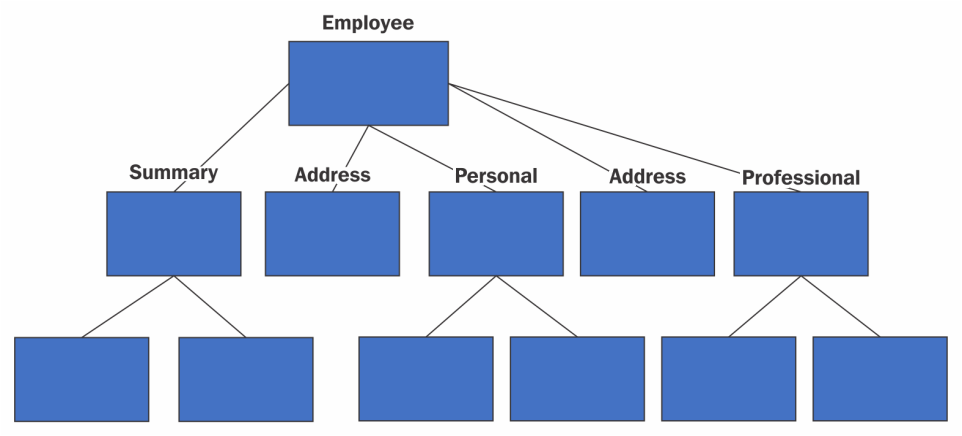 Employee
Summary
Address
Personal
Address
Professional